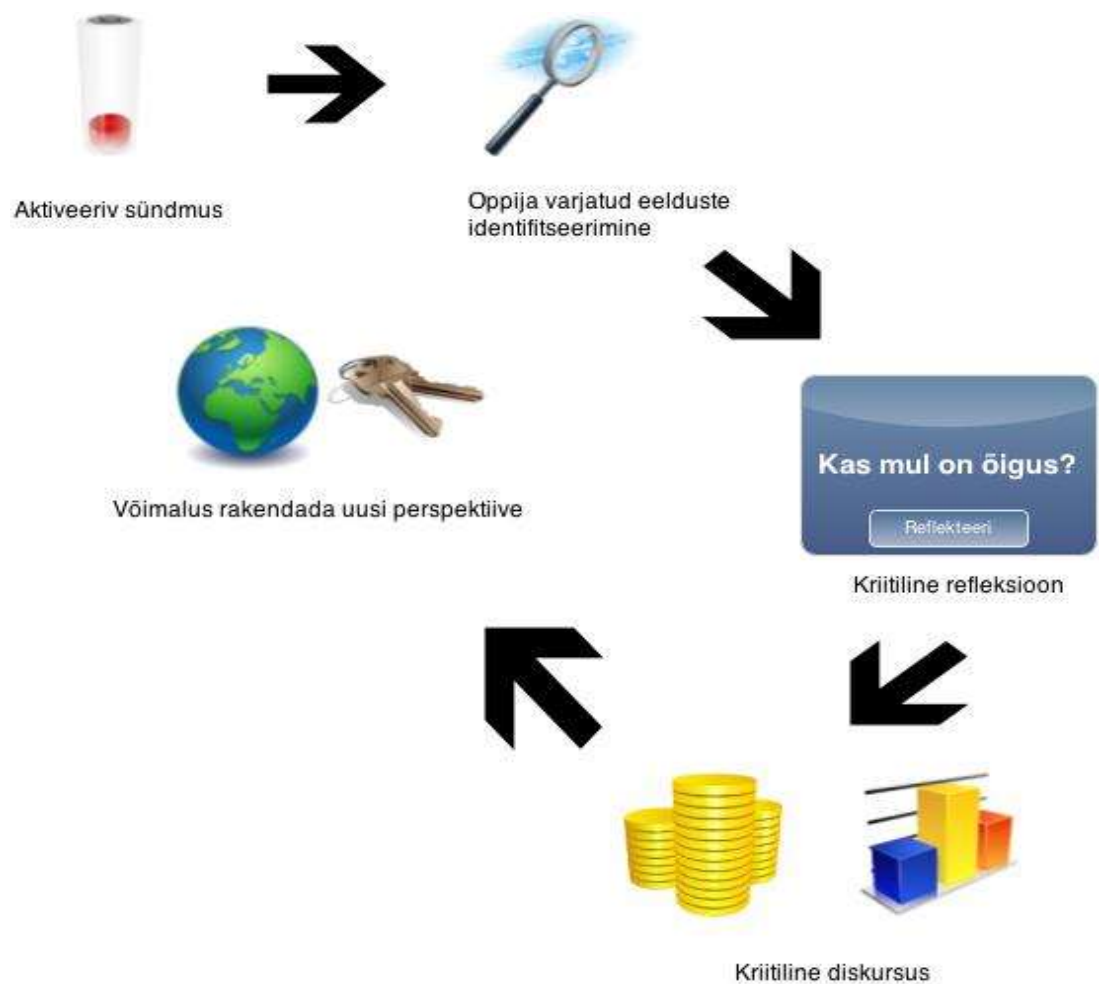 Aktiveeriv sündmus
Oppija varjatud eelduste
identifitseerimine
Kas mul on õigus?
Reflekteeri
Kriitiline refleksioon
Kriitiline diskursus
Võimalus rakendada uusi perspektiive